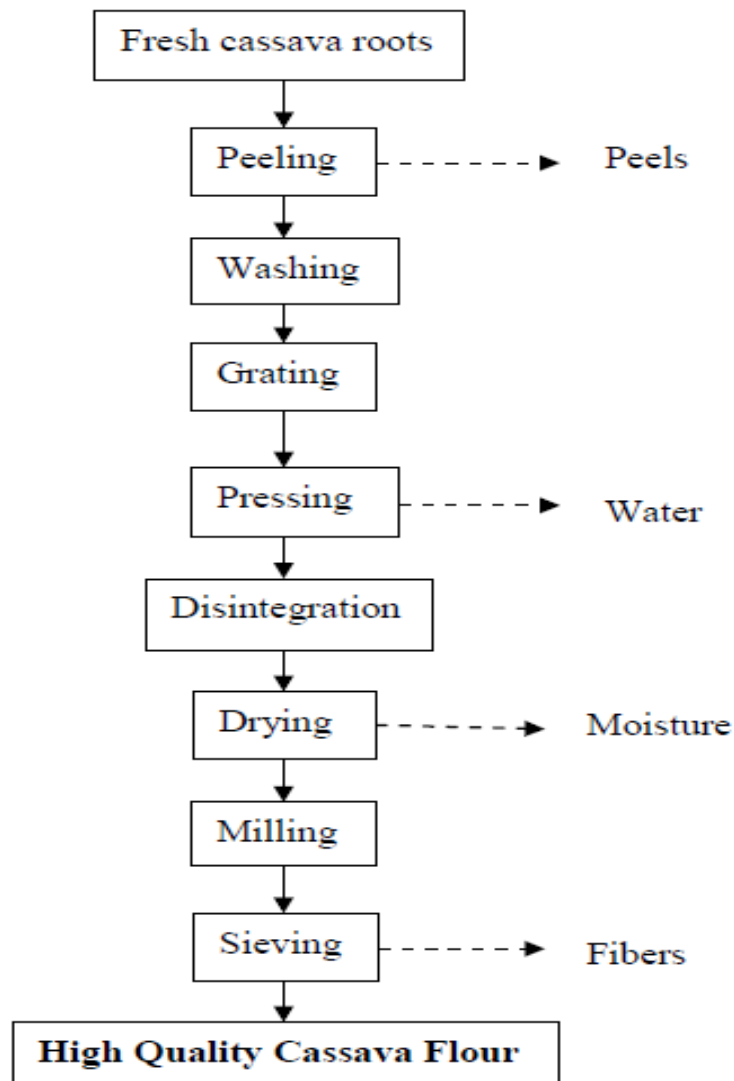 Fresh cassava roots
Peeling
Peels
Washing
Grating
Pressing
Water
Disintegration
Drying
Moisture
Milling
Sieving
Fibers
High Quality Cassava Flour